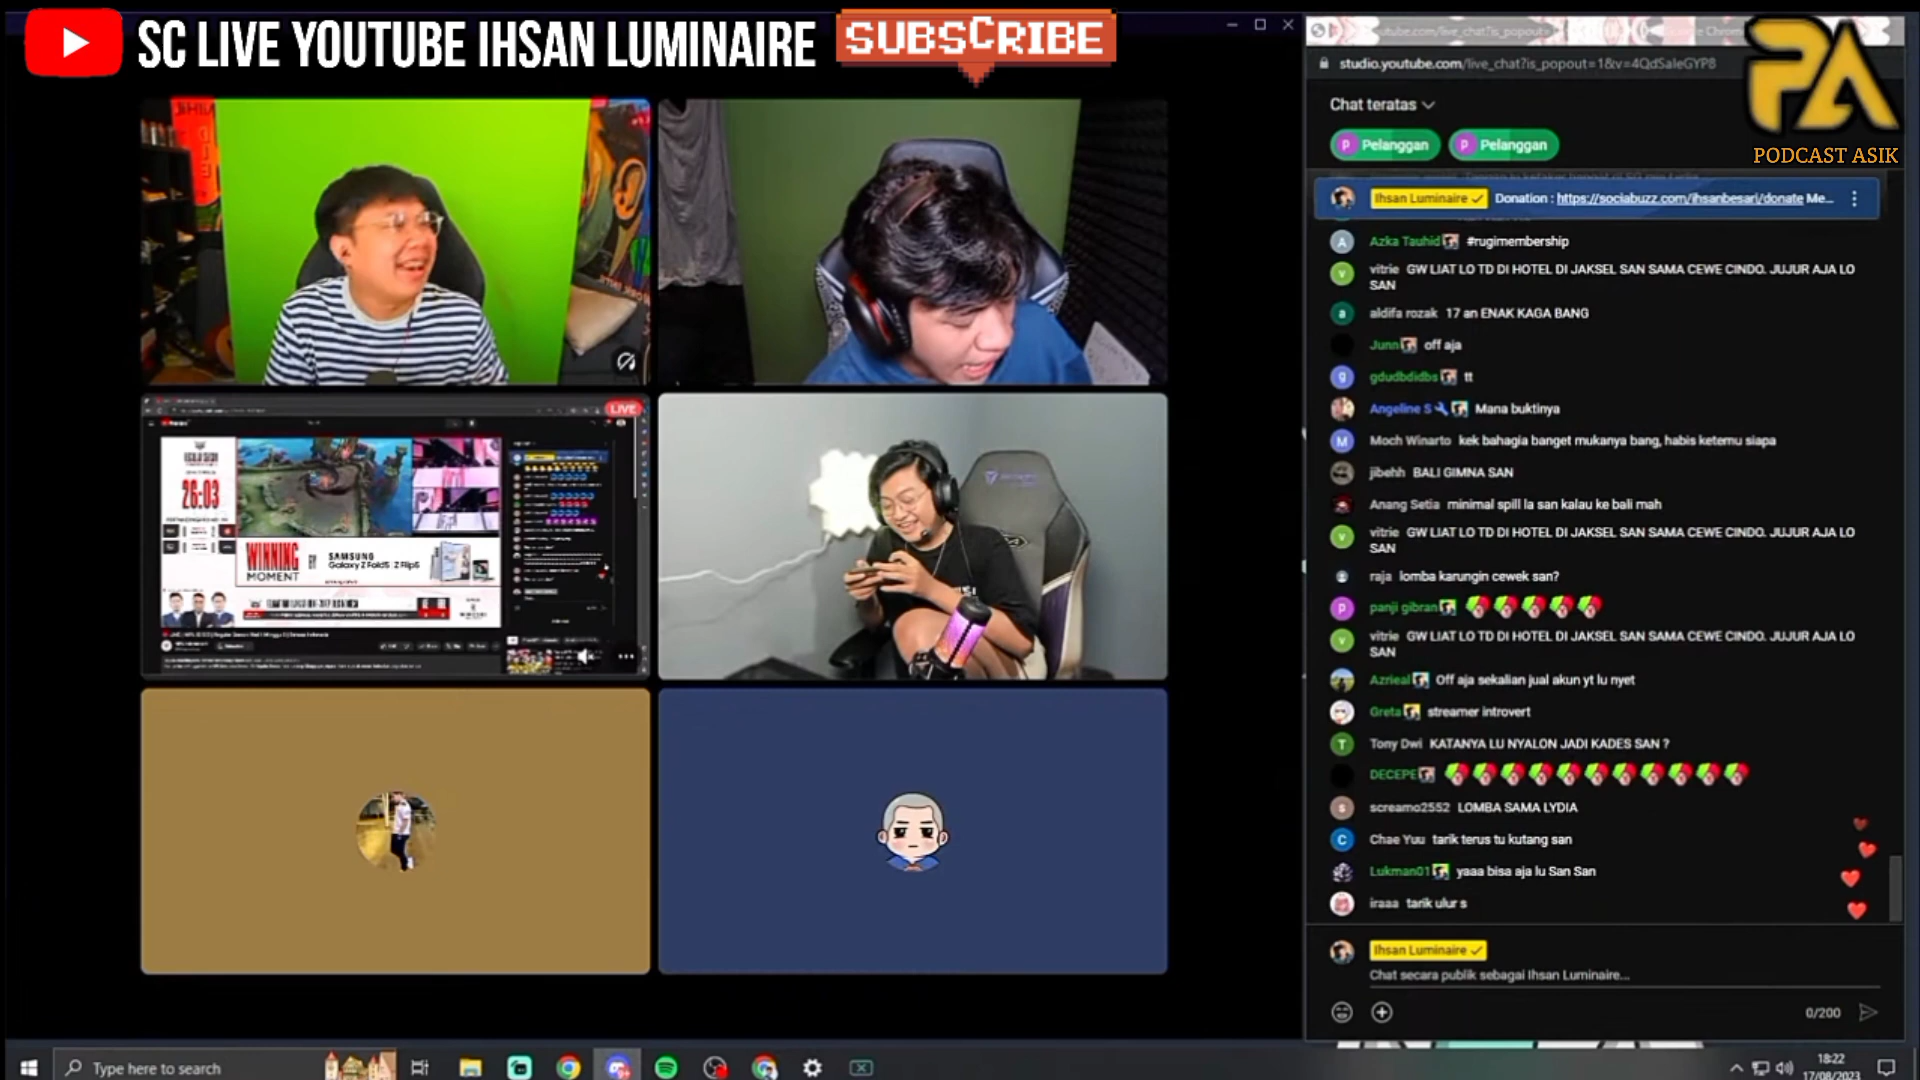 SC LIVE YOUTUBE IHSAN LUMINAIRE
SUBSCRIBE
studio.youtube.com/live_chat?is_popout=1&v=4QdSaleGYP8
PODCAST ASIK
Chat teratas
P Pelanggan
P Pelanggan
Ihsan Luminaire Donation : https://sociabuzz.com/ihsanbesari/donate Me...
A Azka Tauhid #rugimembership
v vitrie GW LIAT LO TD DI HOTEL DI JAKSEL SAN SAMA CEWE CINDO. JUJUR AJA LO
SAN
a aldifa rozak 17 an ENAK KAGA BANG
Junn off aja
g gdudbdidbs tt
Angeline S Mana buktinya
M Moch Winarto kek bahagia banget mukanya bang, habis ketemu siapa
jibehh BALI GIMNA SAN
Anang Setia minimal spill la san kalau ke bali mah
v vitrie GW LIAT LO TD DI HOTEL DI JAKSEL SAN SAMA CEWE CINDO. JUJUR AJA LO
SAN
raja lomba karungin cewek san?
P panji gibran
v vitrie GW LIAT LO TD DI HOTEL DI JAKSEL SAN SAMA CEWE CINDO. JUJUR AJA LO
SAN
Azrieal Off aja sekalian jual akun yt lu nyet
Greta streamer introvert
T Tony Dwi KATANYA LU NYALON JADI KADES SAN ?
DECEPE
s screamo2552 LOMBA SAMA LYDIA
C Chae Yuu tarik terus tu kutang san
Lukman01 yaaa bisa aja lu San San
iraaa tarik ulur s
Ihsan Luminaire
Chat secara publik sebagai Ihsan Luminaire...
0/200
LIVE
26:03
WINNING
MOMENT
SAMSUNG
Galaxy Z Fold5 Z Flip5
Type here to search
18:22
17/08/2023